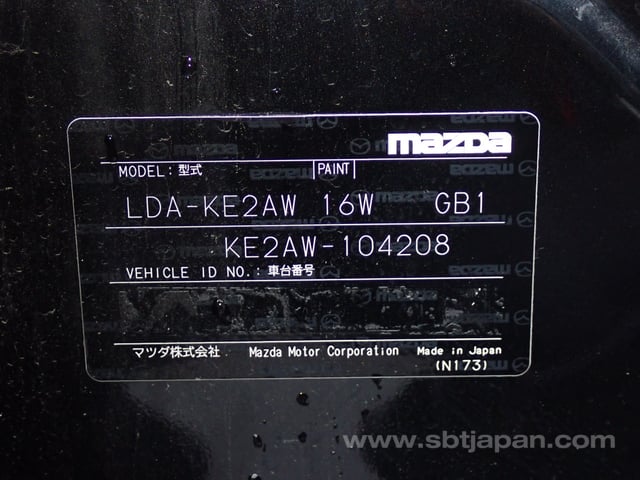 mazda
MODEL: 型式 PAINT
LDA-KE2AW 16W GB1
KE2AW-104208
VEHICLE ID NO.: 車台番号
マツダ株式会社 Mazda Motor Corporation Made in Japan
(N173)
www.sbtjapan.com